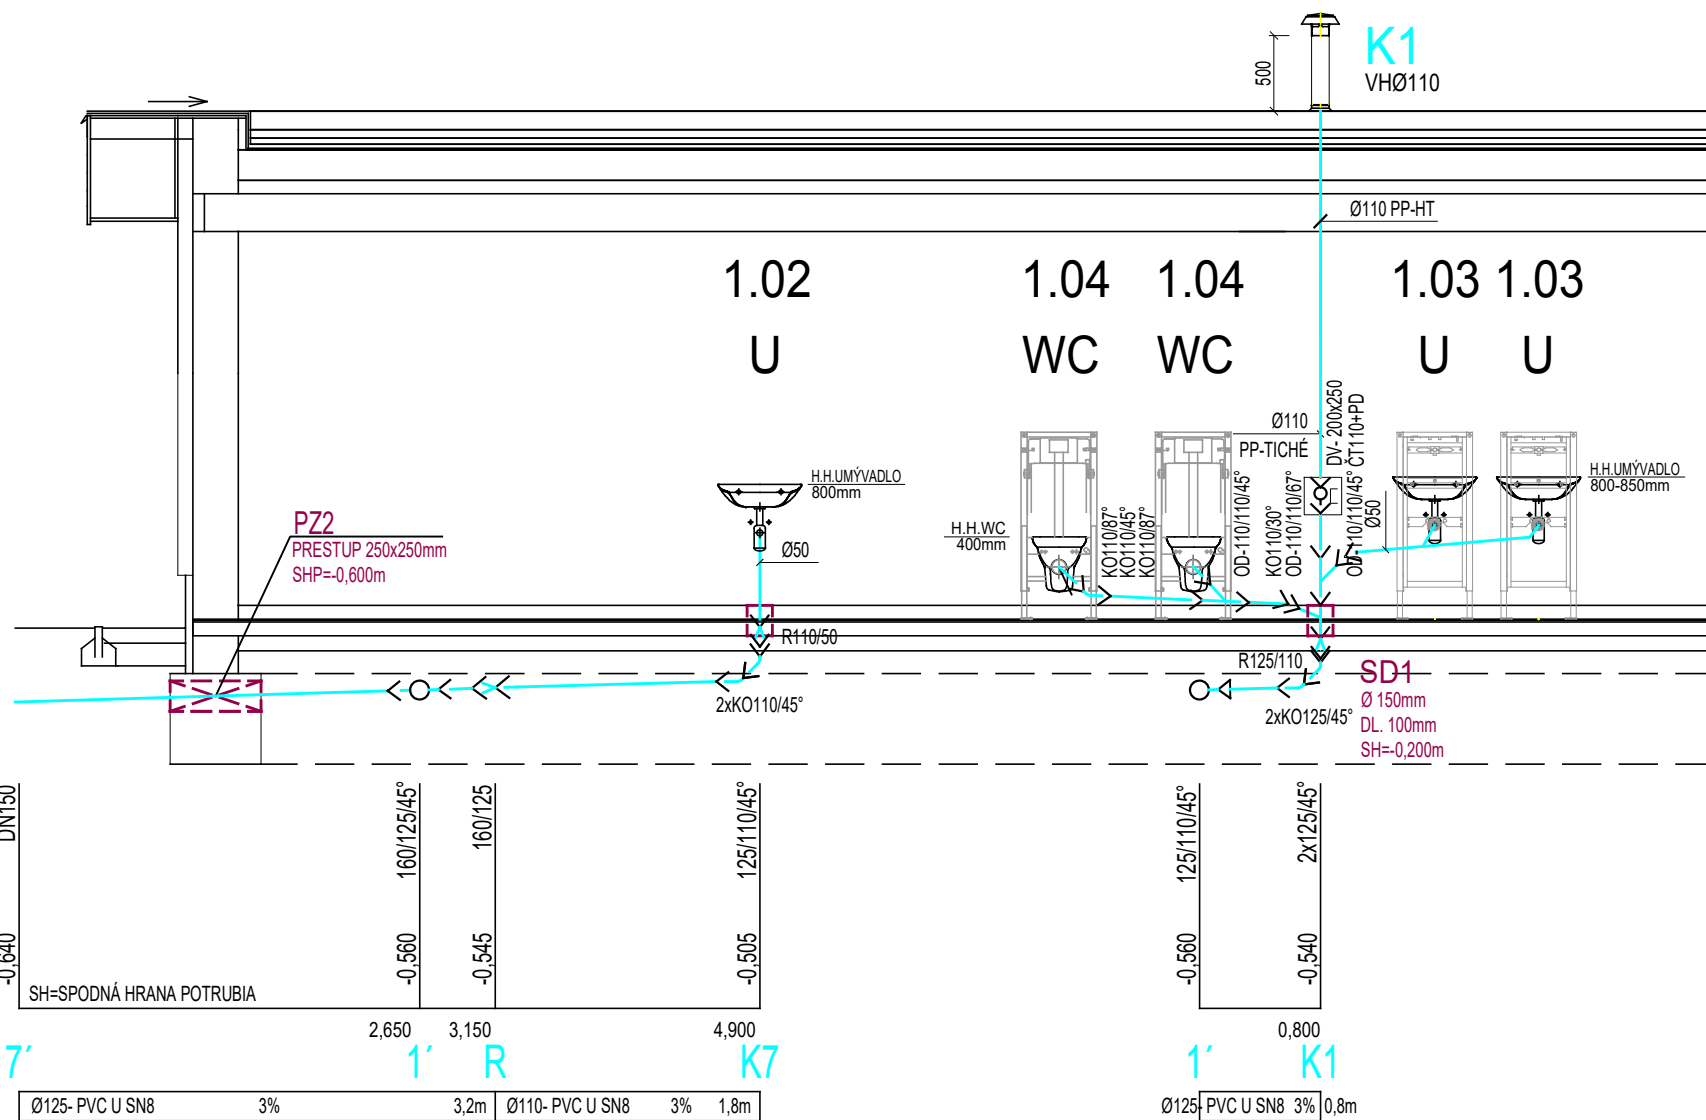 K1
VHØ110
500
Ø110 PP-HT
1.02
1.04
1.04
1.03
1.03
U
WC
WC
U
U
Ø110
PP-TICHÉ
DV- 200x250
ČT110+PD
H.H.UMÝVADLO
800mm
H.H.UMÝVADLO
800-850mm
H.H.WC
400mm
KO110/87°
KO110/45°
KO110/87°
OD-110/110/45°
KO110/30°
OD-110/110/67°
OD-110/110/45°
Ø50
Ø50
PZ2
PRESTUP 250x250mm
SHP=-0,600m
R110/50
2xKO110/45°
R125/110
2xKO125/45°
SD1
Ø 150mm
DL. 100mm
SH=-0,200m
DN150
160/125/45°
160/125
125/110/45°
125/110/45°
2x125/45°
-0,640
-0,560
-0,545
-0,505
-0,560
-0,540
SH=SPODNÁ HRANA POTRUBIA
2,650
3,150
4,900
0,800
7´
1´
R
K7
1´
K1
Ø125- PVC U SN8 3% 3,2m
Ø110- PVC U SN8 3% 1,8m
Ø125- PVC U SN8 3% 0,8m